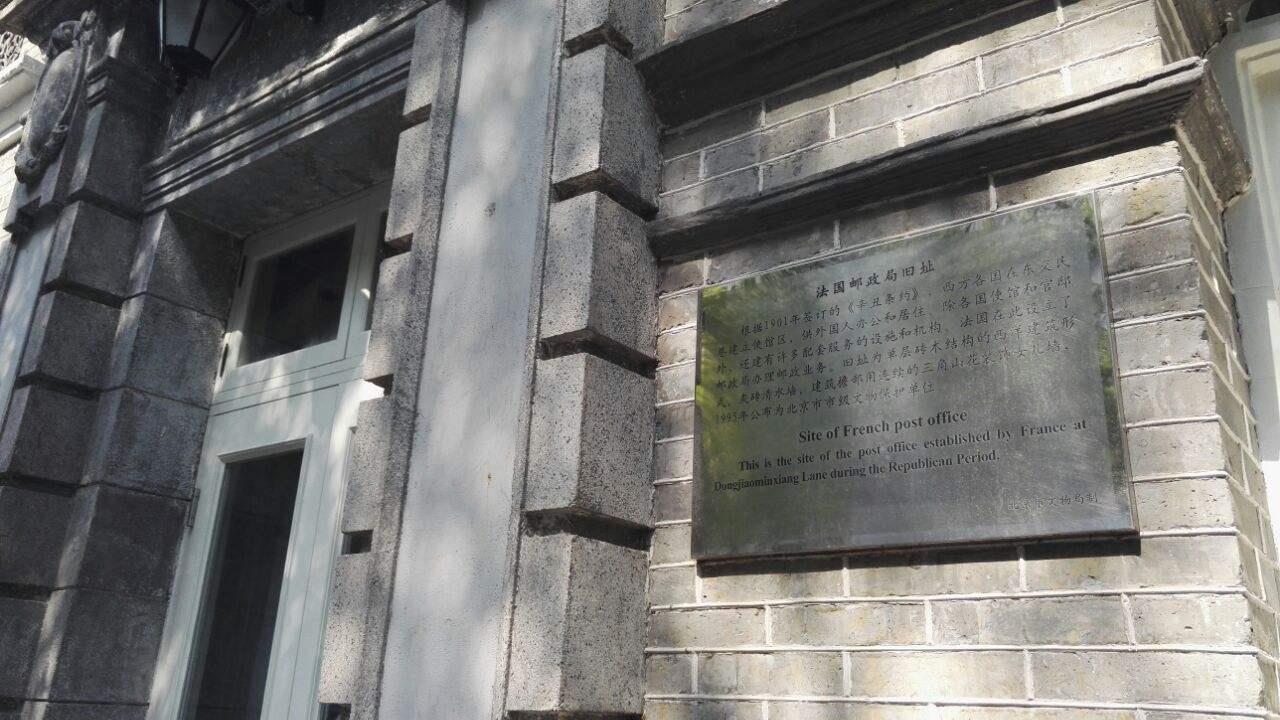 法国邮政局旧址
根据1901年签订的《辛丑条约》，西方各国在东交民
巷建立使馆区，供外国人办公和居住，除各国使馆和官邸
外，还建有许多配套服务的设施和机构。法国在此设立了
邮政局办理邮政业务。旧址为单层砖木结构的西洋建筑形
式，灰砖清水墙，建筑檐部用连续的三角山花装饰女儿墙。
1995年公布为北京市市级文物保护单位
Site of French post office
This is the site of the post office established by France at
Dongjiaominxiang Lane during the Republican Period.
北京市文物局制